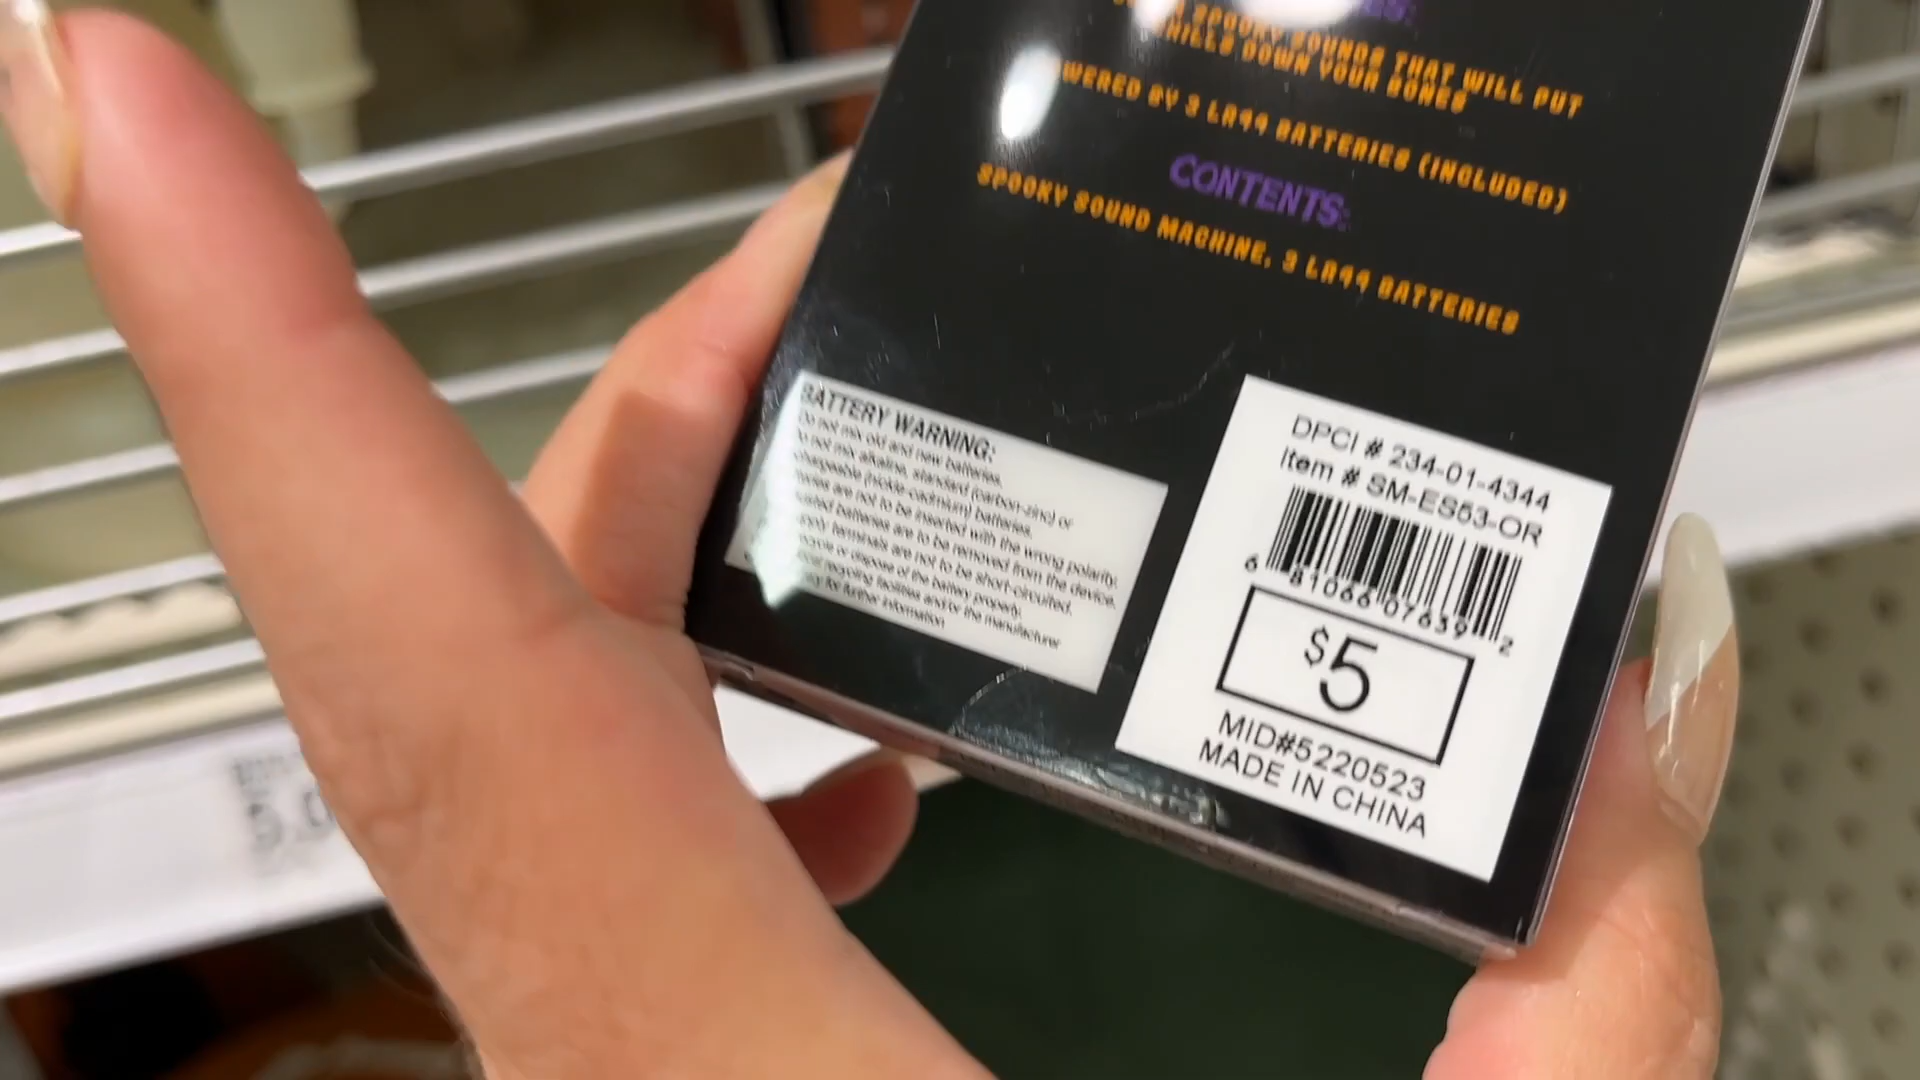 SPOOKY SOUNDS THAT WILL PUT
CHILLS DOWN YOUR BONES
POWERED BY 3 LR44 BATTERIES (INCLUDED)
CONTENTS:
SPOOKY SOUND MACHINE, 3 LR44 BATTERIES
BATTERY WARNING:
Do not mix old and new batteries.
Do not mix alkaline, standard (carbon-zinc) or
(nickle-cadmium) batteries.
are not to be inserted with the wrong polarity.
batteries are to be removed from the device.
terminals are not to be short-circuited.
or dispose of the battery properly.
recycling facilities and/or the manufacturer
for further information
DPCI # 234-01-4344
Item # SM-ES53-OR
6 81066 07639 2
$5
MID#5220523
MADE IN CHINA